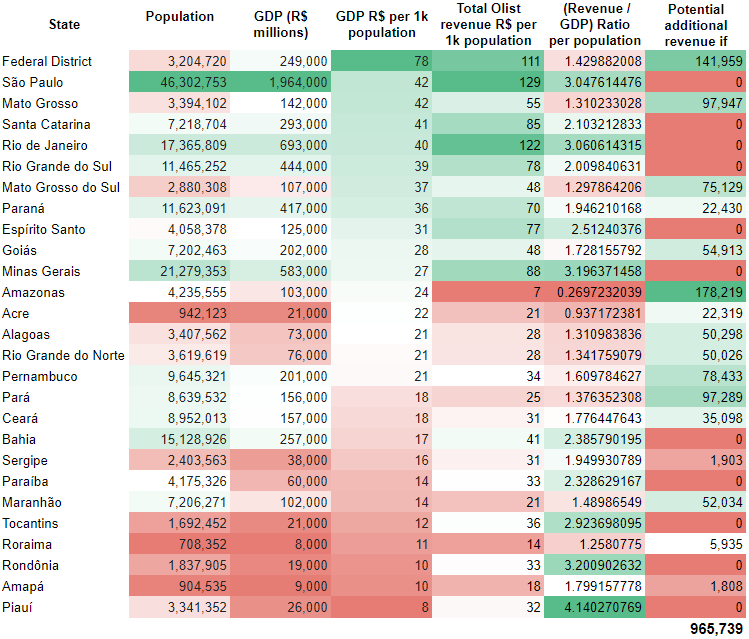 State Population GDP (R$ millions) GDP R$ per 1k population Total Olist revenue R$ per 1k population (Revenue / GDP) Ratio per population Potential additional revenue if
Federal District 3,204,720 249,000 78 111 1.429882008 141,959
São Paulo 46,302,753 1,964,000 42 129 3.047614476 0
Mato Grosso 3,394,102 142,000 42 55 1.310233028 97,947
Santa Catarina 7,218,704 293,000 41 85 2.103212833 0
Rio de Janeiro 17,365,809 693,000 40 122 3.060614315 0
Rio Grande do Sul 11,465,252 444,000 39 78 2.009840631 0
Mato Grosso do Sul 2,880,308 107,000 37 48 1.297864206 75,129
Paraná 11,623,091 417,000 36 70 1.946210168 22,430
Espírito Santo 4,058,378 125,000 31 77 2.51240376 0
Goiás 7,202,463 202,000 28 48 1.728155792 54,913
Minas Gerais 21,279,353 583,000 27 88 3.196371458 0
Amazonas 4,235,555 103,000 24 7 0.2697232039 178,219
Acre 942,123 21,000 22 21 0.937172381 22,319
Alagoas 3,407,562 73,000 21 28 1.310983836 50,298
Rio Grande do Norte 3,619,619 76,000 21 28 1.341759079 50,026
Pernambuco 9,645,321 201,000 21 34 1.609784627 78,433
Pará 8,639,532 156,000 18 25 1.376352308 97,289
Ceará 8,952,013 157,000 18 31 1.776447643 35,098
Bahia 15,128,926 257,000 17 41 2.385790195 0
Sergipe 2,403,563 38,000 16 31 1.949930789 1,903
Paraíba 4,175,326 60,000 14 33 2.328629167 0
Maranhão 7,206,271 102,000 14 21 1.48986549 52,034
Tocantins 1,692,452 21,000 12 36 2.923698095 0
Roraima 708,352 8,000 11 14 1.2580775 5,935
Rondônia 1,837,905 19,000 10 33 3.200902632 0
Amapá 904,535 9,000 10 18 1.799157778 1,808
Piauí 3,341,352 26,000 8 32 4.140270769 0
965,739